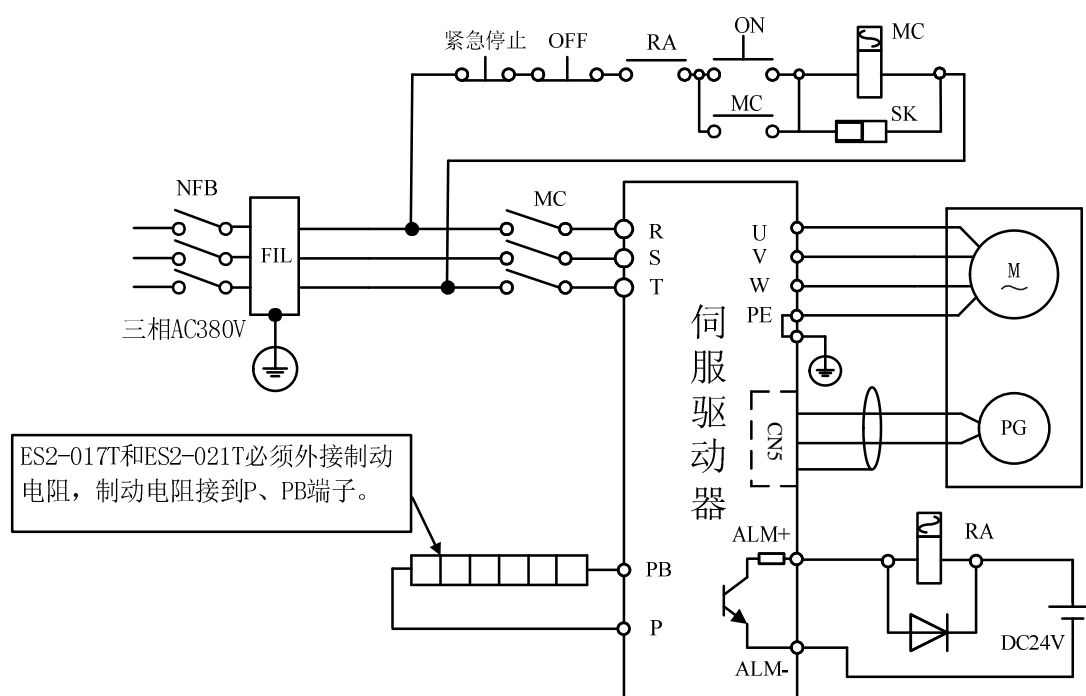 紧急停止
OFF
RA
ON
MC
MC
SK
NFB
FIL
MC
三相AC380V
R
S
T
U
V
W
PE
M
~
伺服驱动器
CN5
PG
ES2-017T和ES2-021T必须外接制动
电阻，制动电阻接到P、PB端子。
PB
P
ALM+
ALM-
RA
DC24V